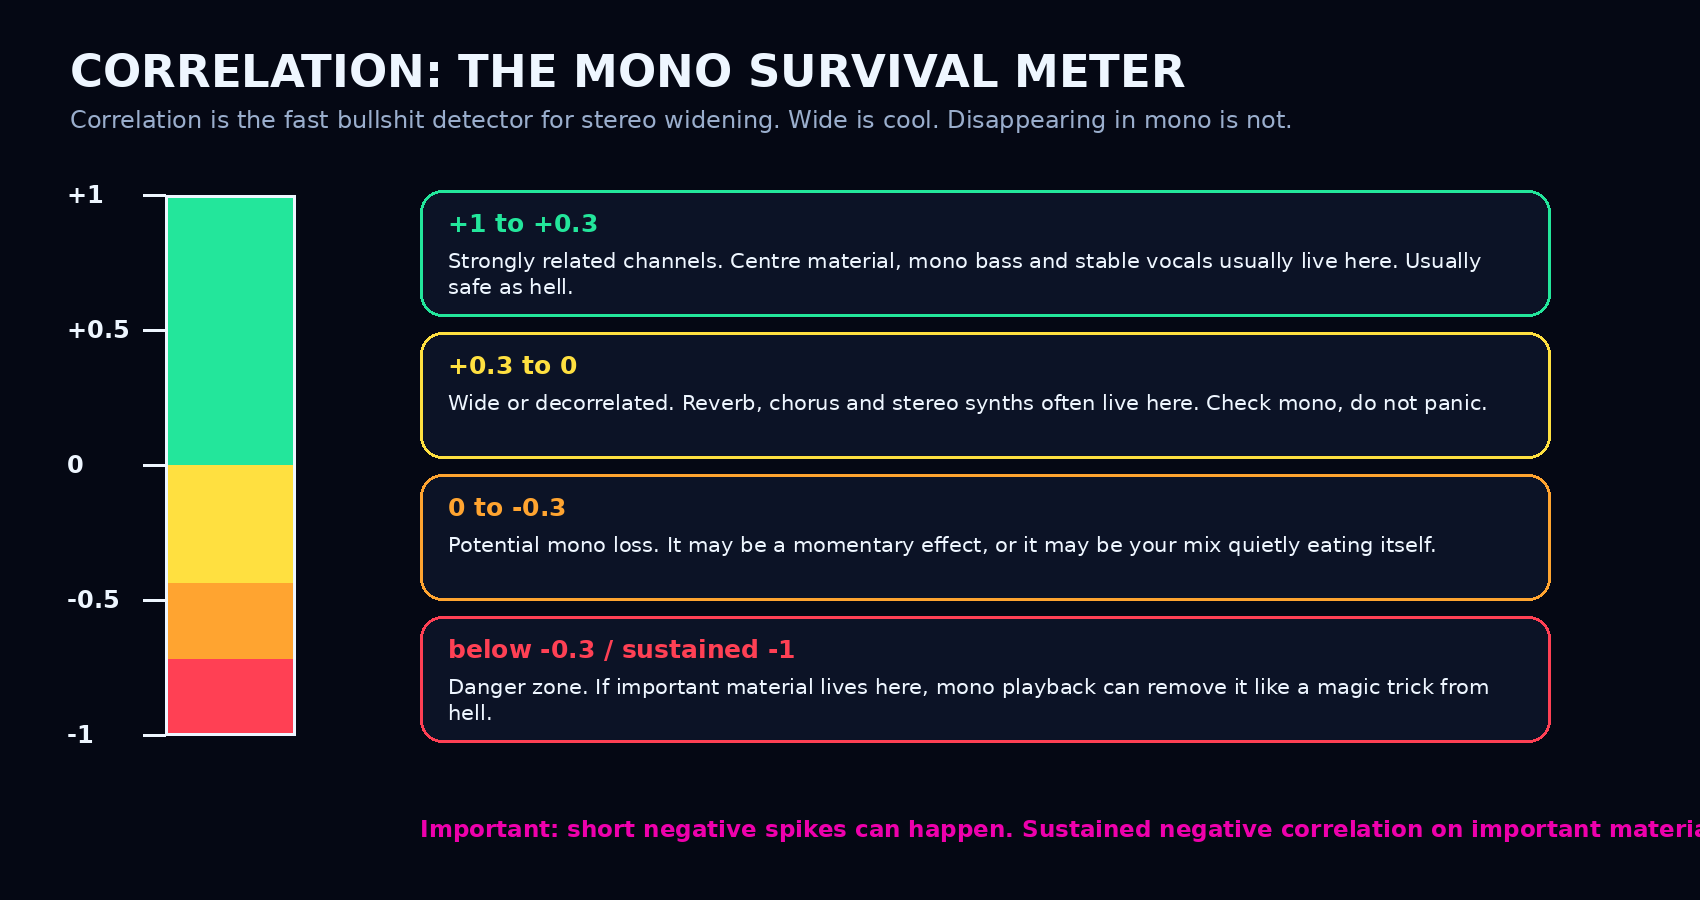 CORRELATION: THE MONO SURVIVAL METER
Correlation is the fast bullshit detector for stereo widening. Wide is cool. Disappearing in mono is not.
+1
+0.5
0
-0.5
-1
+1 to +0.3
Strongly related channels. Centre material, mono bass and stable vocals usually live here. Usually
safe as hell.
+0.3 to 0
Wide or decorrelated. Reverb, chorus and stereo synths often live here. Check mono, do not panic.
0 to -0.3
Potential mono loss. It may be a momentary effect, or it may be your mix quietly eating itself.
below -0.3 / sustained -1
Danger zone. If important material lives here, mono playback can remove it like a magic trick from
hell.
Important: short negative spikes can happen. Sustained negative correlation on important